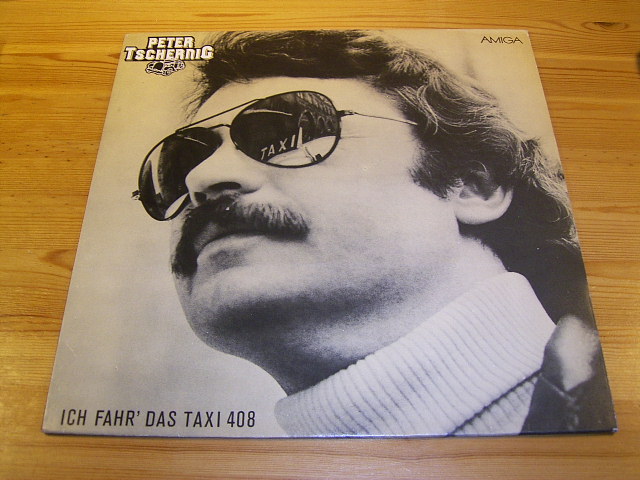 PETER
TSCHERNIG
AMIGA
TAXI
ICH FAHR' DAS TAXI 408